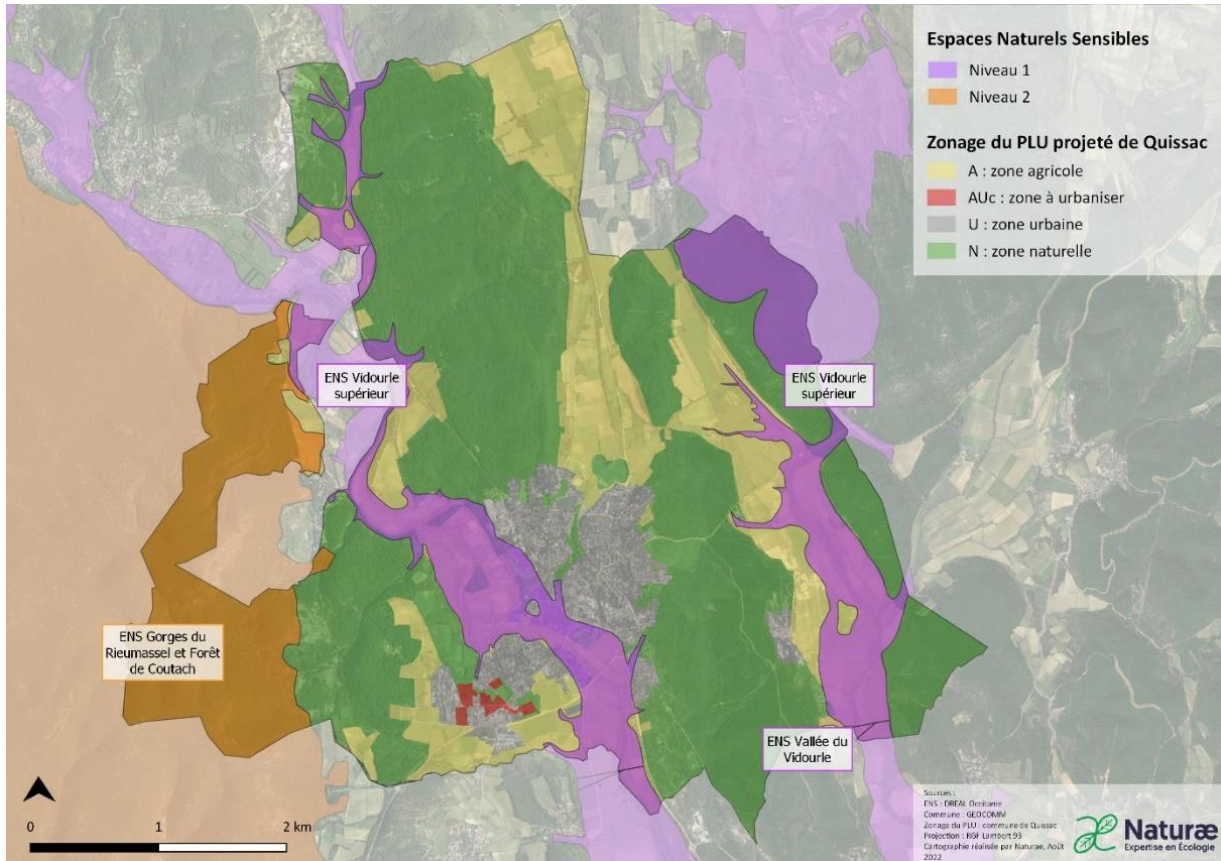 Espaces Naturels Sensibles
Niveau 1
Niveau 2
Zonage du PLU projeté de Quissac
A : zone agricole
AUc : zone à urbaniser
U : zone urbaine
N : zone naturelle
ENS Vidourle
supérieur
ENS Vidourle
supérieur
ENS Gorges du
Rieumassel et Forêt
de Coutach
ENS Vallée du
Vidourle
0 1 2 km
Sources :
ENS : DREAL Occitanie
Commune : GEOCOMM
Zonage du PLU : commune de Quissac
Projection : RGF Lambert 93
Cartographie réalisée par Naturae, Août
2022
Naturæ
Expertise en Écologie